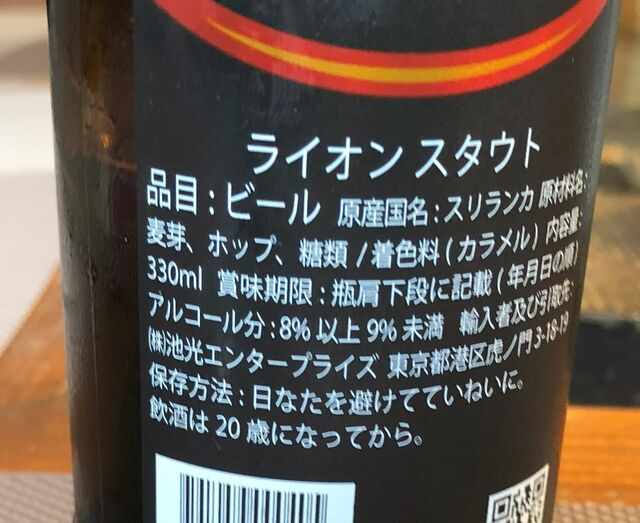 ライオン スタウト
品目：ビール 原産国名：スリランカ 原材料名：
麦芽、ホップ、糖類 / 着色料（カラメル）内容量：
330ml 賞味期限：瓶肩下段に記載（年月日の順）
アルコール分：8% 以上 9% 未満 輸入者及び引取先：
㈱池光エンタープライズ 東京都港区虎ノ門 3-18-19
保存方法：日なたを避けてていねいに。
飲酒は 20 歳になってから。